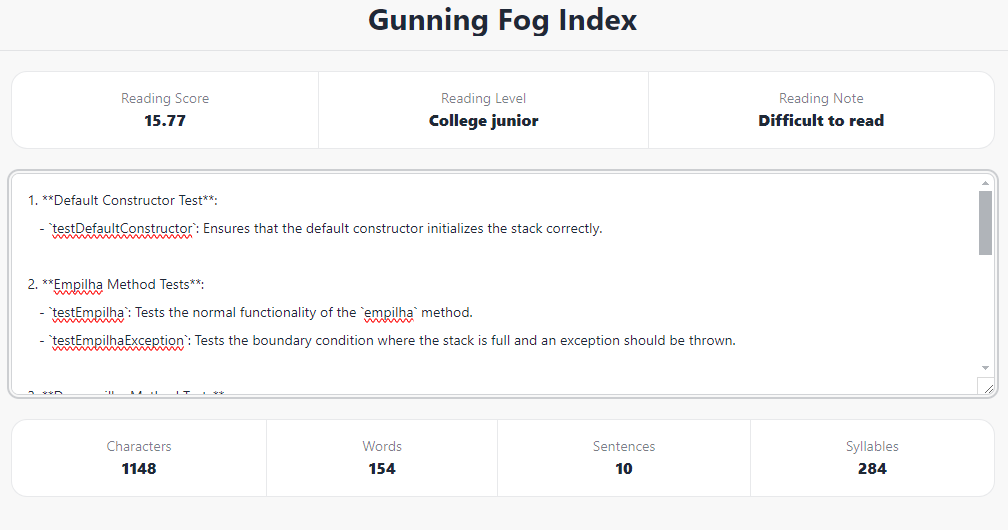 Gunning Fog Index
Reading Score
15.77
Reading Level
College junior
Reading Note
Difficult to read
1. **Default Constructor Test**:
- `testDefaultConstructor`: Ensures that the default constructor initializes the stack correctly.
2. **Empilha Method Tests**:
- `testEmpilha`: Tests the normal functionality of the `empilha` method.
- `testEmpilhaException`: Tests the boundary condition where the stack is full and an exception should be thrown.
Characters
1148
Words
154
Sentences
10
Syllables
284